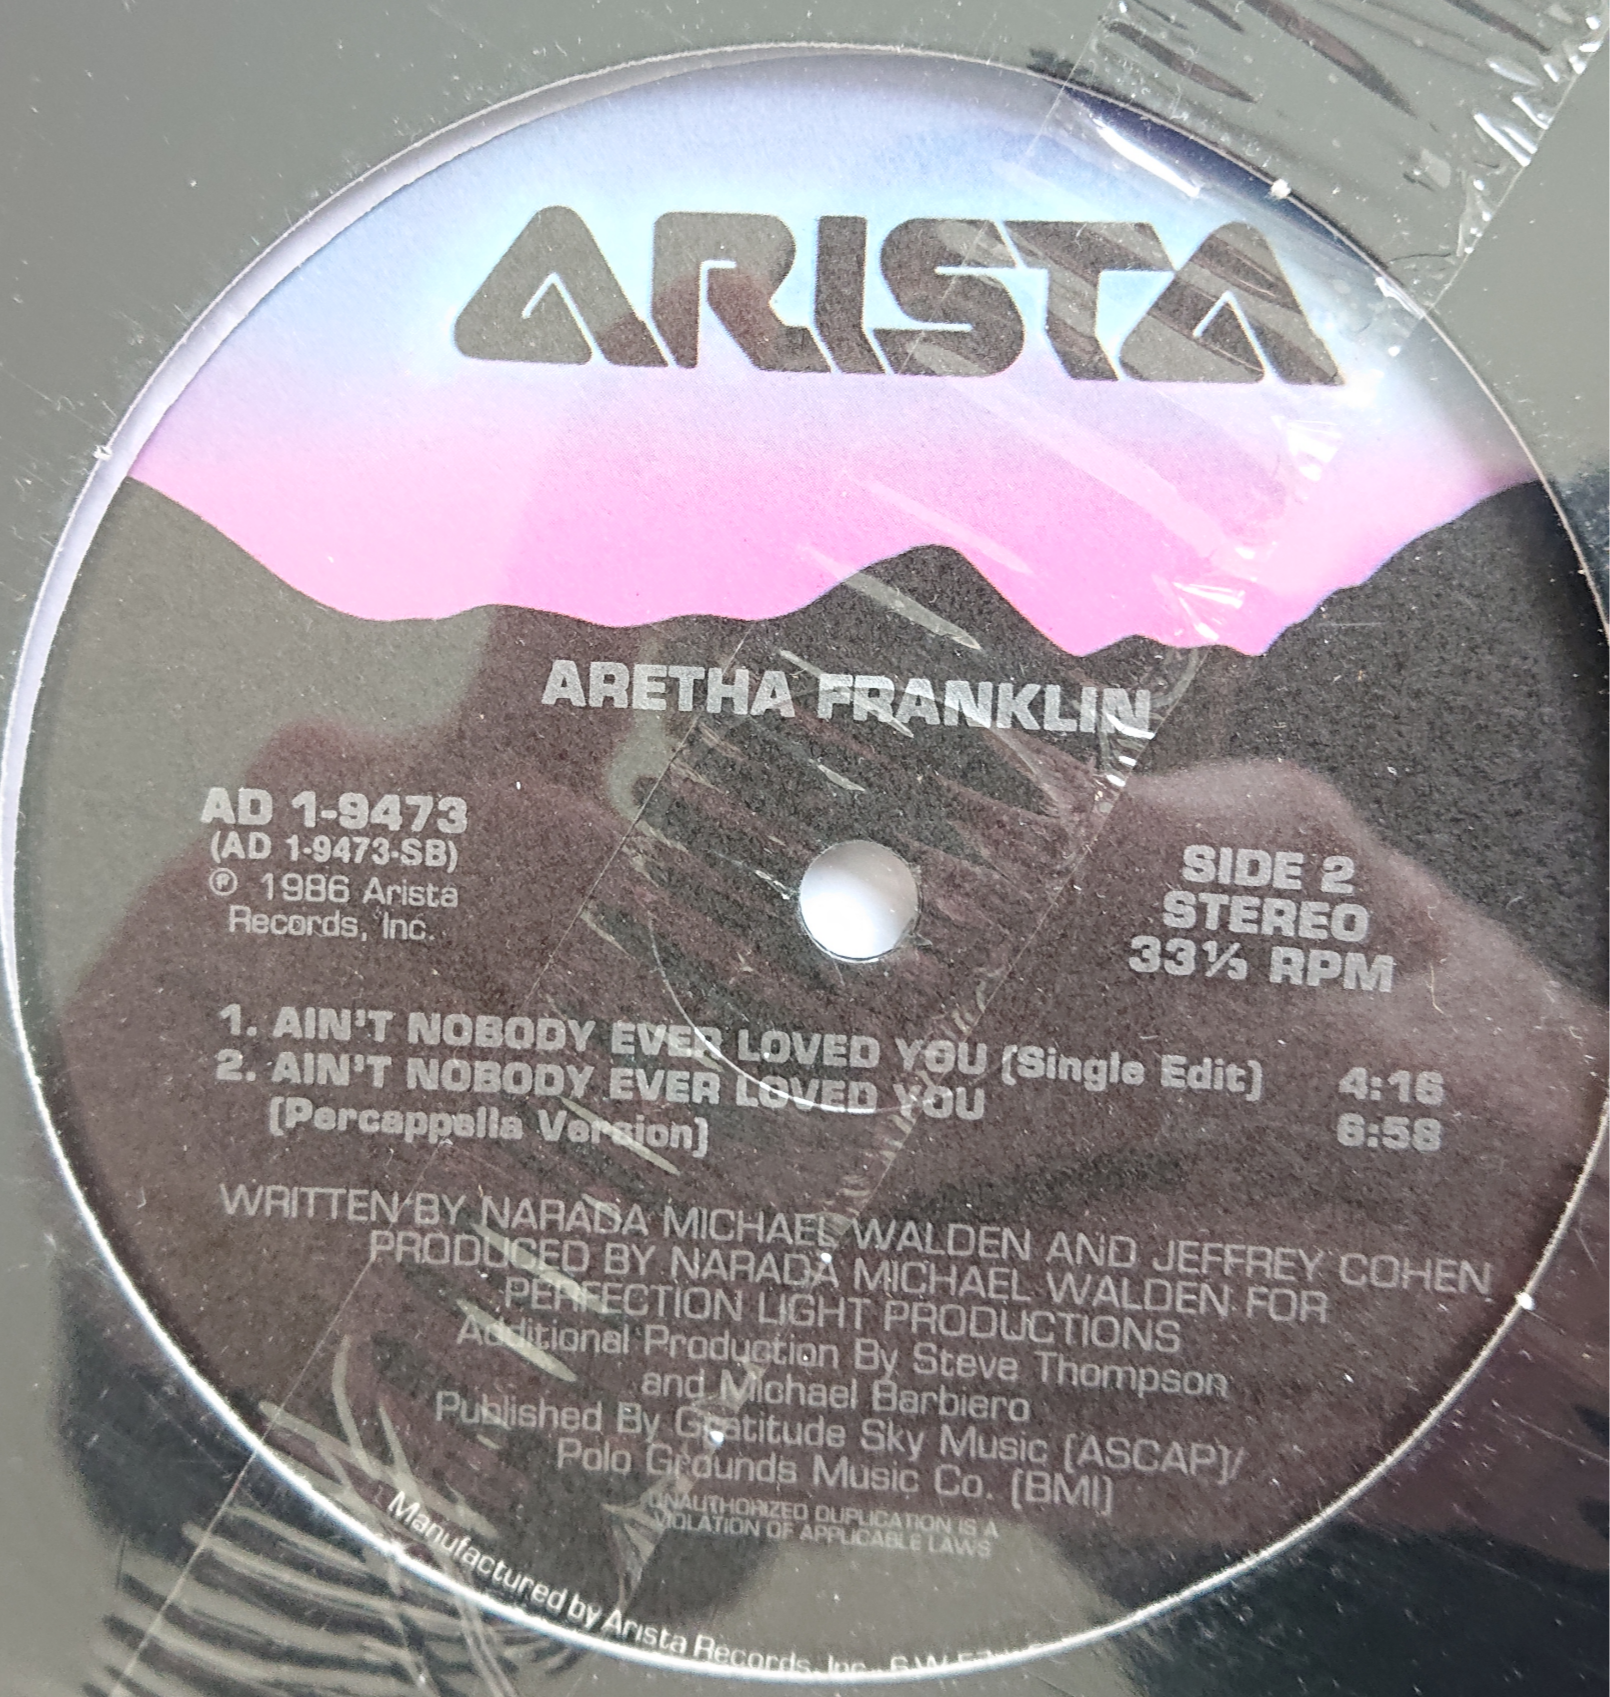 ARISTA
ARETHA FRANKLIN
AD 1-9473
(AD 1-9473-SB)
℗ 1986 Arista
Records, Inc.
SIDE 2
STEREO
33⅓ RPM
1. AIN'T NOBODY EVER LOVED YOU (Single Edit) 4:16
2. AIN'T NOBODY EVER LOVED YOU
(Percappella Version) 6:58
WRITTEN BY NARADA MICHAEL WALDEN AND JEFFREY COHEN
PRODUCED BY NARADA MICHAEL WALDEN FOR
PERFECTION LIGHT PRODUCTIONS
Additional Production By Steve Thompson
and Michael Barbiero
Published By Gratitude Sky Music (ASCAP)/
Polo Grounds Music Co. (BMI)
UNAUTHORIZED DUPLICATION IS A
VIOLATION OF APPLICABLE LAWS
Manufactured by Arista Records, Inc., 6 W.